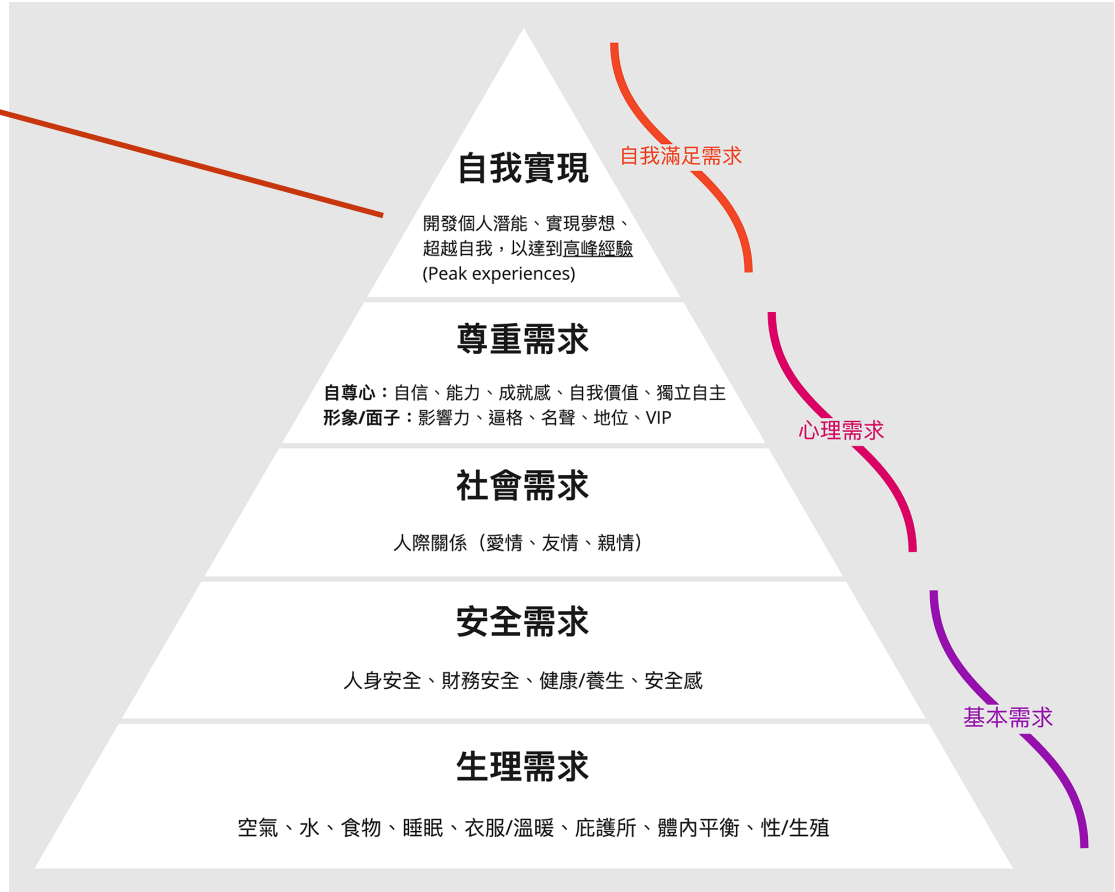 自我實現
自我滿足需求
開發個人潛能、實現夢想、
超越自我，以達到高峰經驗
(Peak experiences)
尊重需求
自尊心：自信、能力、成就感、自我價值、獨立自主
形象/面子：影響力、逼格、名聲、地位、VIP
心理需求
社會需求
人際關係（愛情、友情、親情）
安全需求
人身安全、財務安全、健康/養生、安全感
基本需求
生理需求
空氣、水、食物、睡眠、衣服/溫暖、庇護所、體內平衡、性/生殖